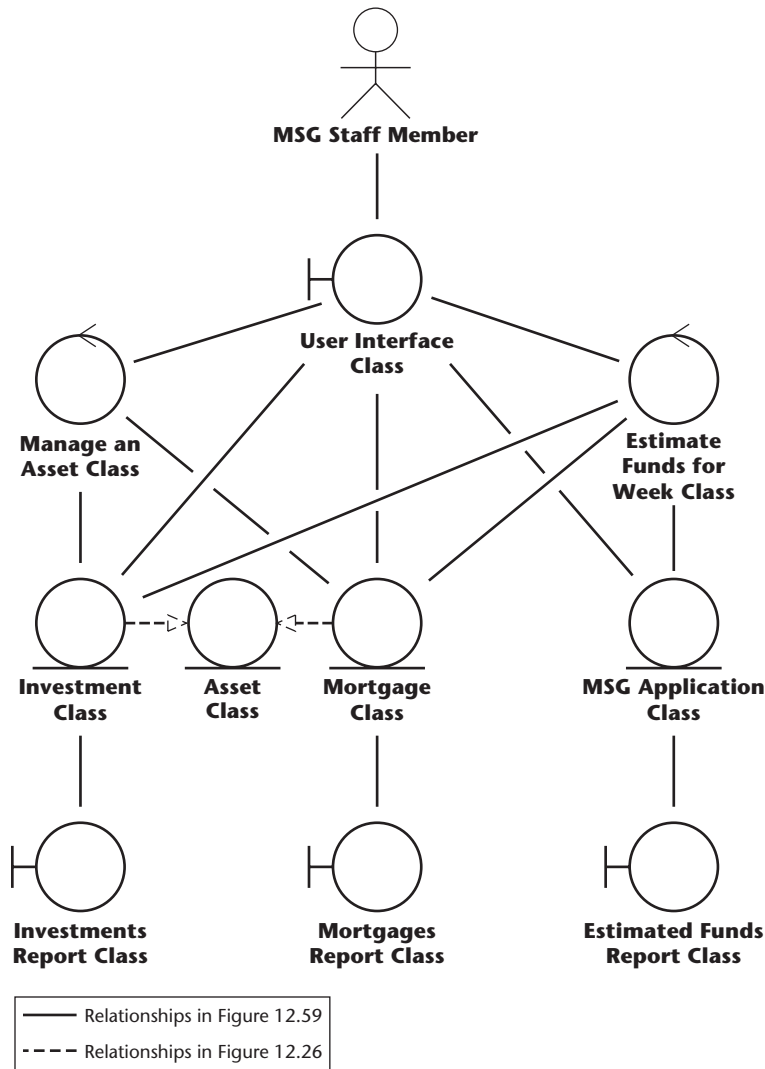 MSG Staff Member
User Interface
Class
Manage an
Asset Class
Estimate
Funds for
Week Class
Investment
Class
Asset
Class
Mortgage
Class
MSG Application
Class
Investments
Report Class
Mortgages
Report Class
Estimated Funds
Report Class
Relationships in Figure 12.59
Relationships in Figure 12.26